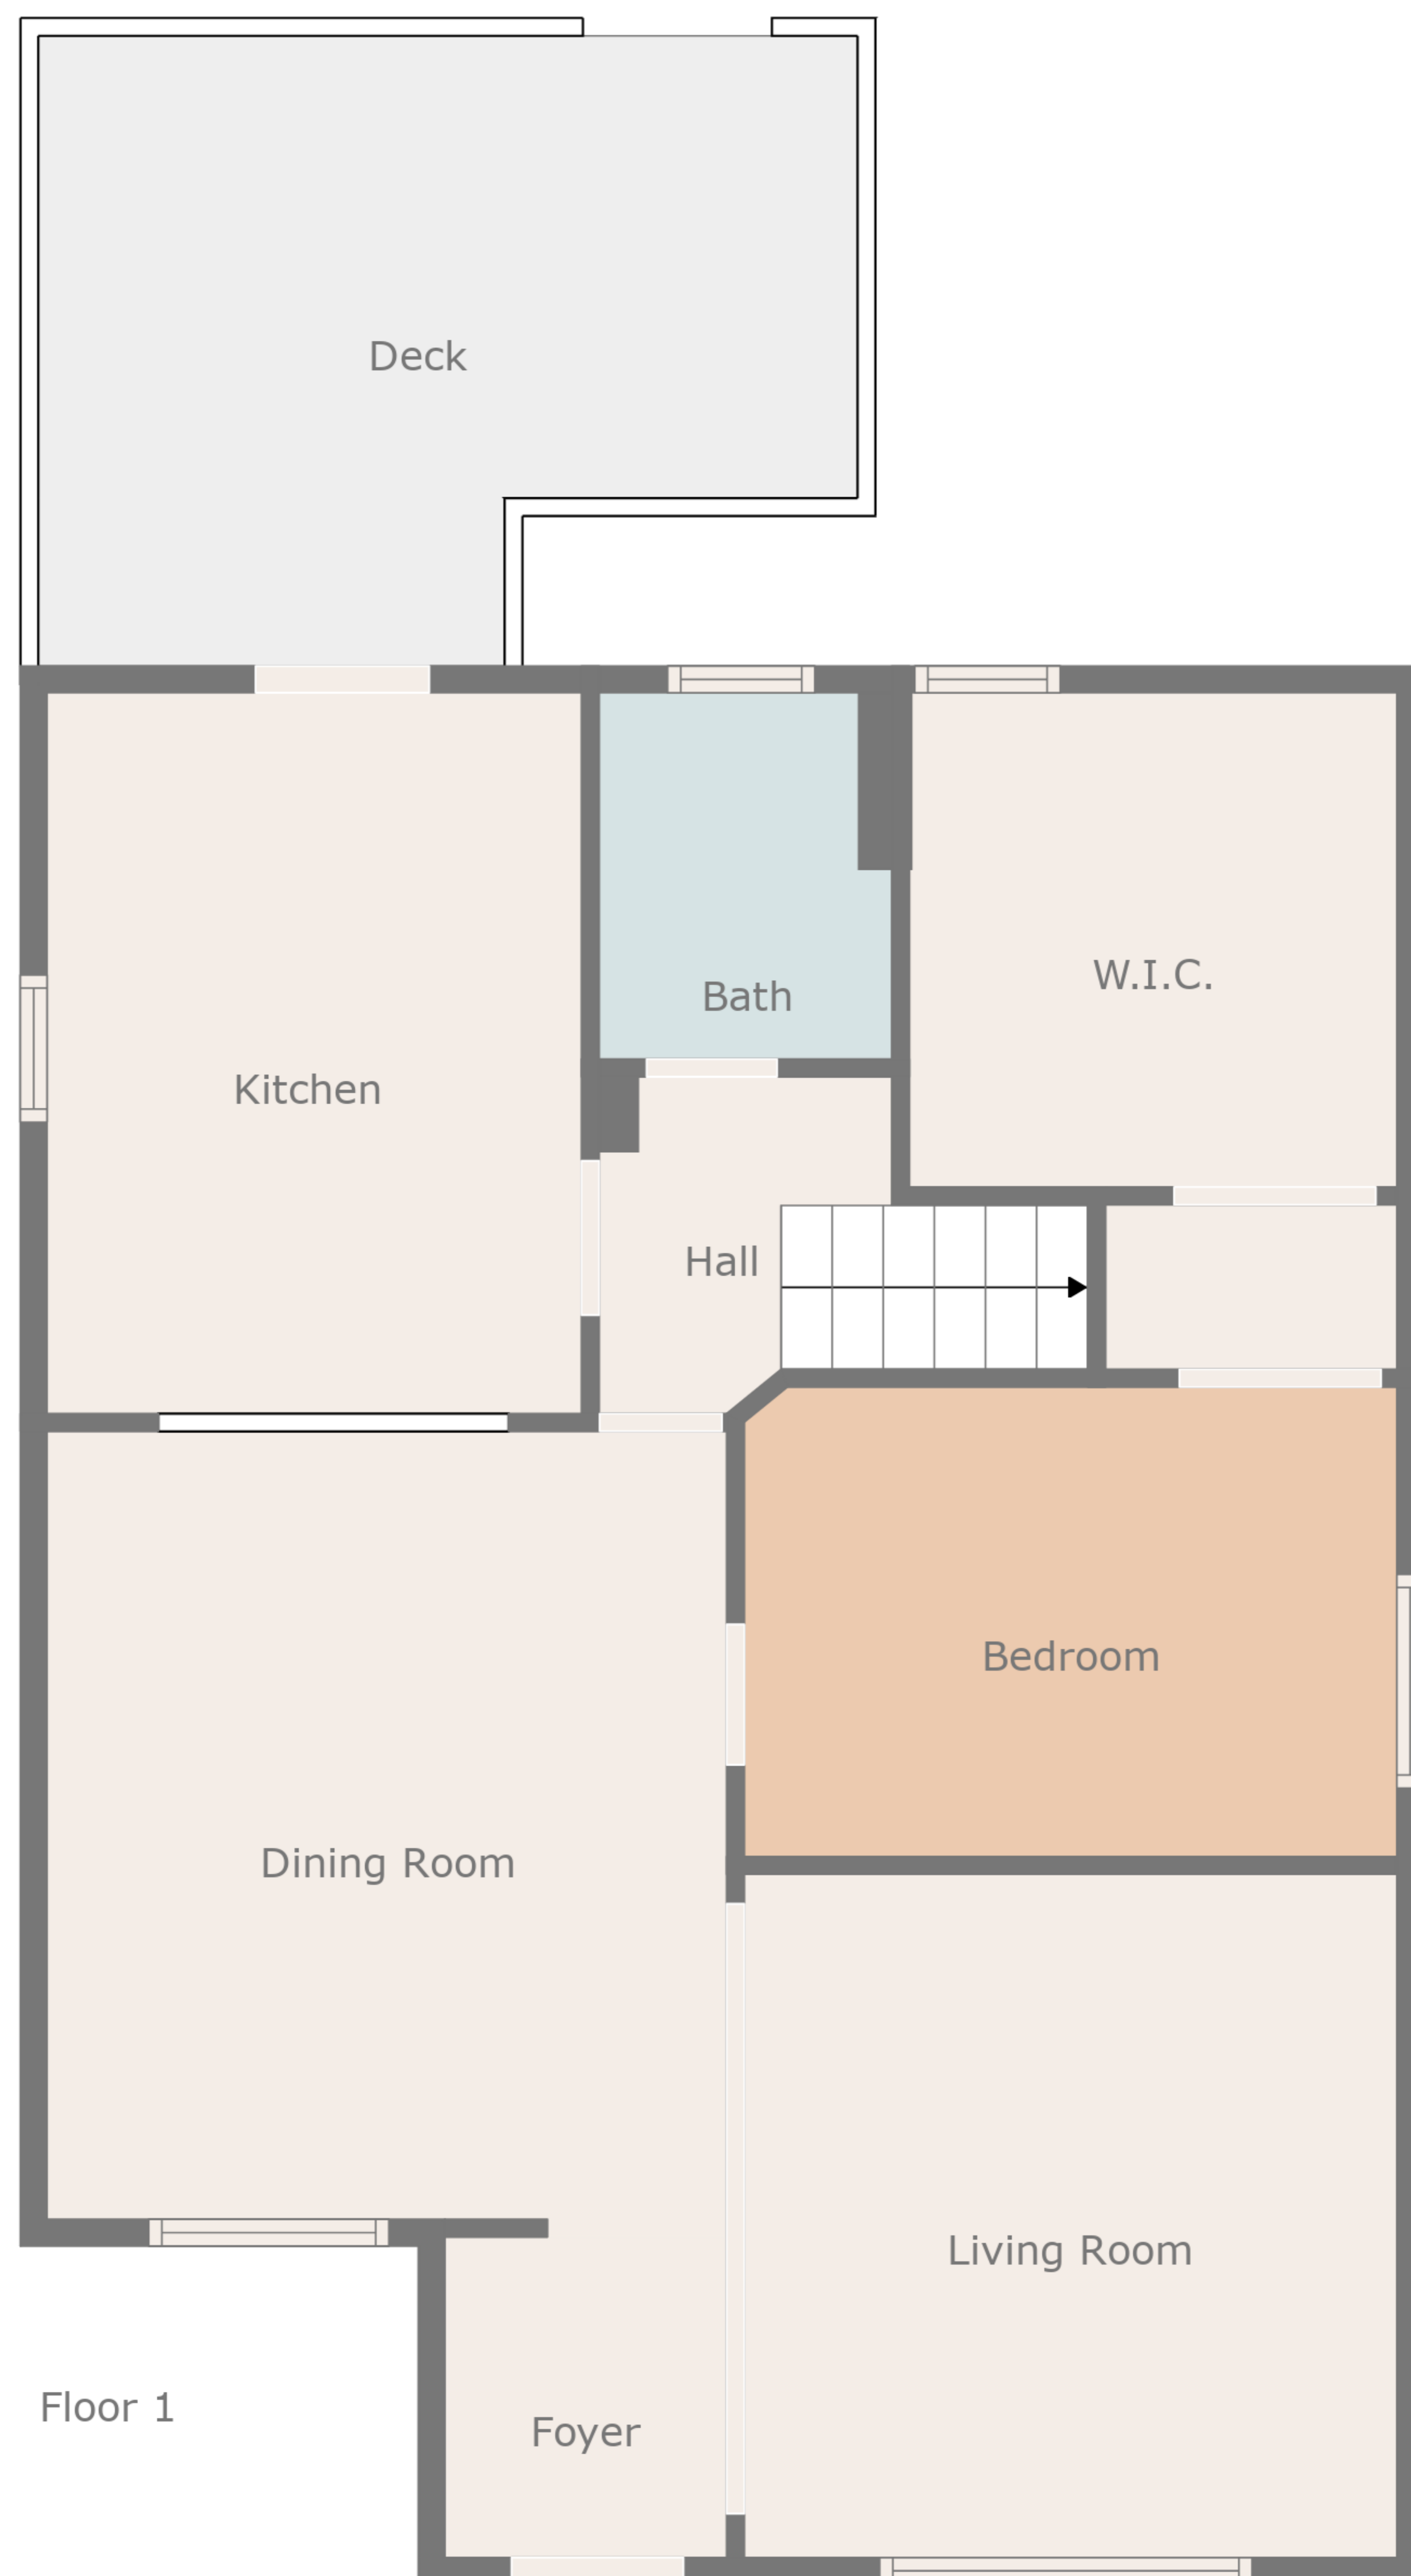 Deck
Bath
W.I.C.
Kitchen
Hall
Bedroom
Dining Room
Living Room
Floor 1
Foyer